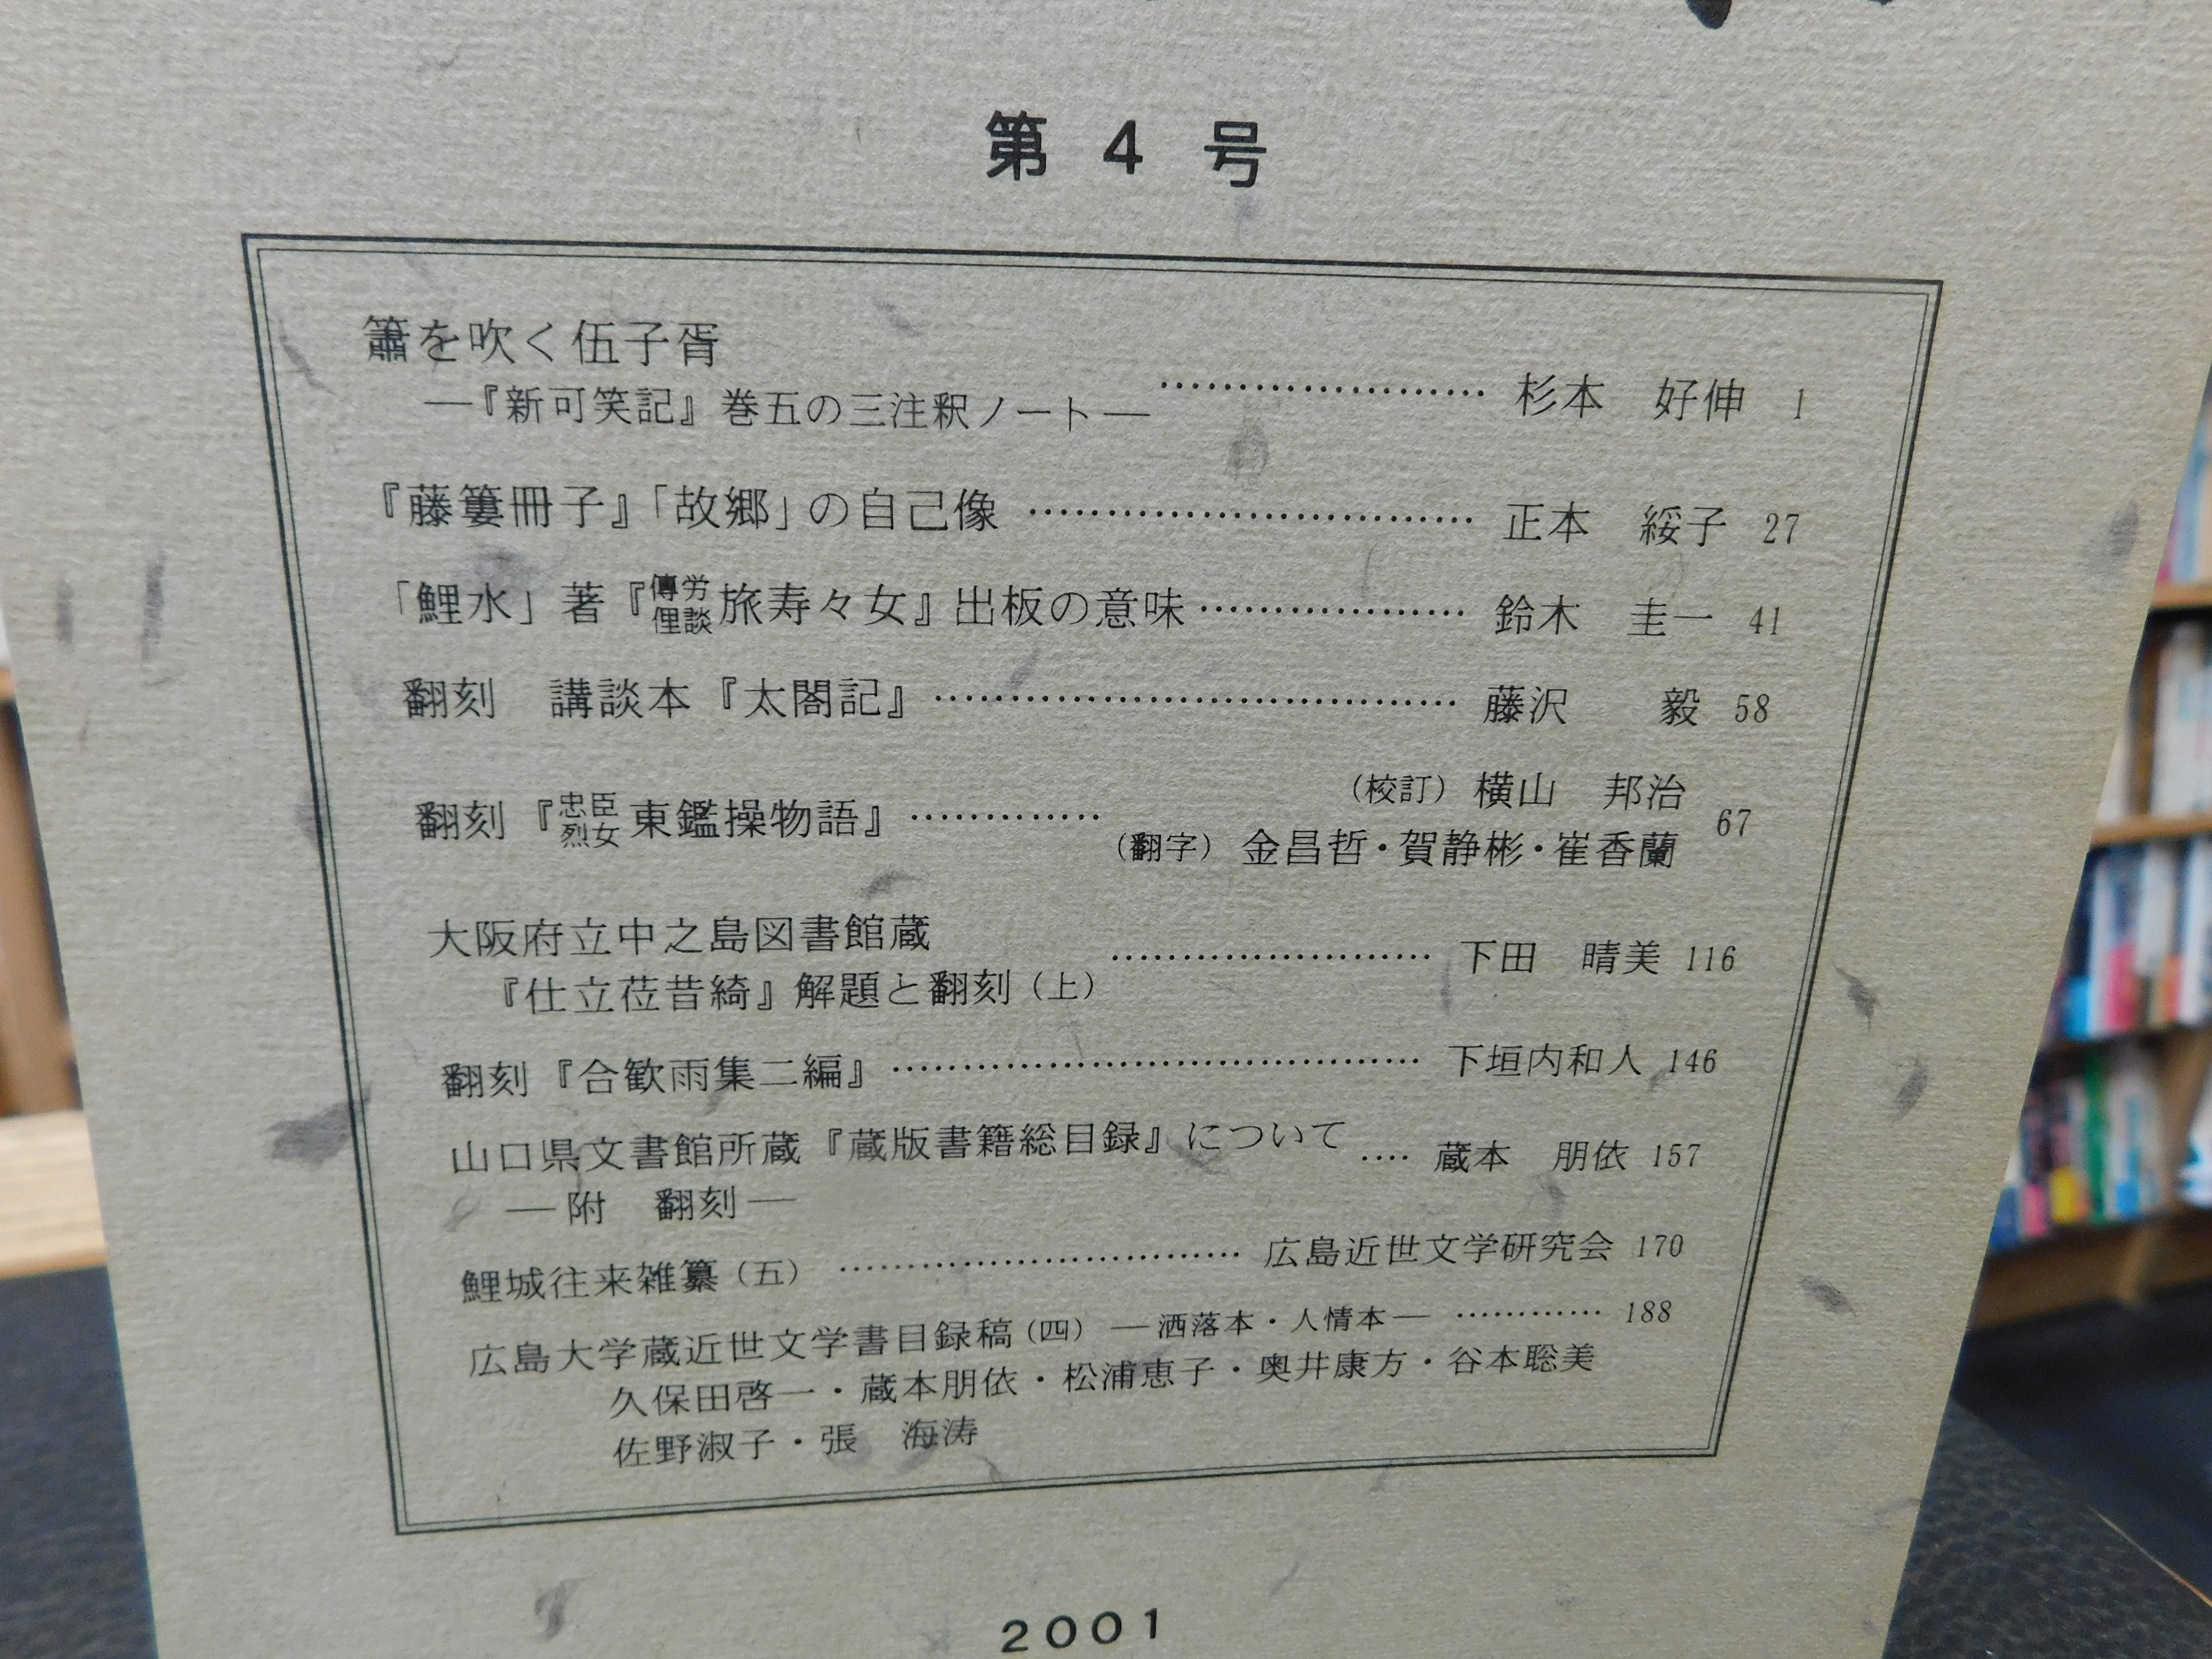 第4号
簫を吹く伍子胥
―『新可笑記』巻五の三注釈ノート― …… 杉本 好伸 1
『藤簍冊子』「故郷」の自己像 …… 正本 綏子 27
「鯉水」著『傳労俚談旅寿々女』出板の意味 …… 鈴木 圭一 41
翻刻 講談本『太閤記』 …… 藤沢 毅 58
翻刻『忠臣烈女東鑑操物語』 …… (校訂) 横山 邦治 67
(翻字) 金昌哲・賀静彬・崔香蘭
大阪府立中之島図書館蔵
『仕立莅昔綺』解題と翻刻(上) …… 下田 晴美 116
翻刻『合歓雨集二編』 …… 下垣内和人 146
山口県文書館所蔵『蔵版書籍総目録』について …… 蔵本 朋依 157
―附 翻刻―
鯉城往来雑纂(五) …… 広島近世文学研究会 170
広島大学蔵近世文学書目録稿(四) ―洒落本・人情本― …… 188
久保田啓一・蔵本朋依・松浦恵子・奥井康方・谷本聡美
佐野淑子・張 海涛
2001